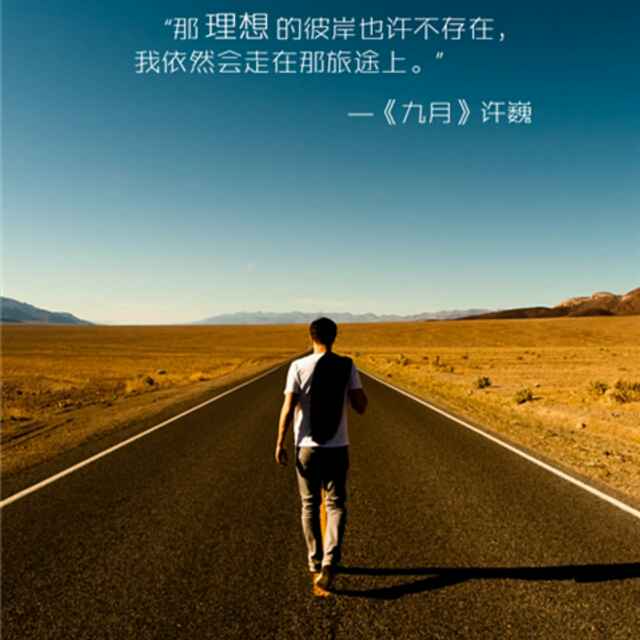 “那理想的彼岸也许不存在，
我依然会走在那旅途上。”
—《九月》许巍